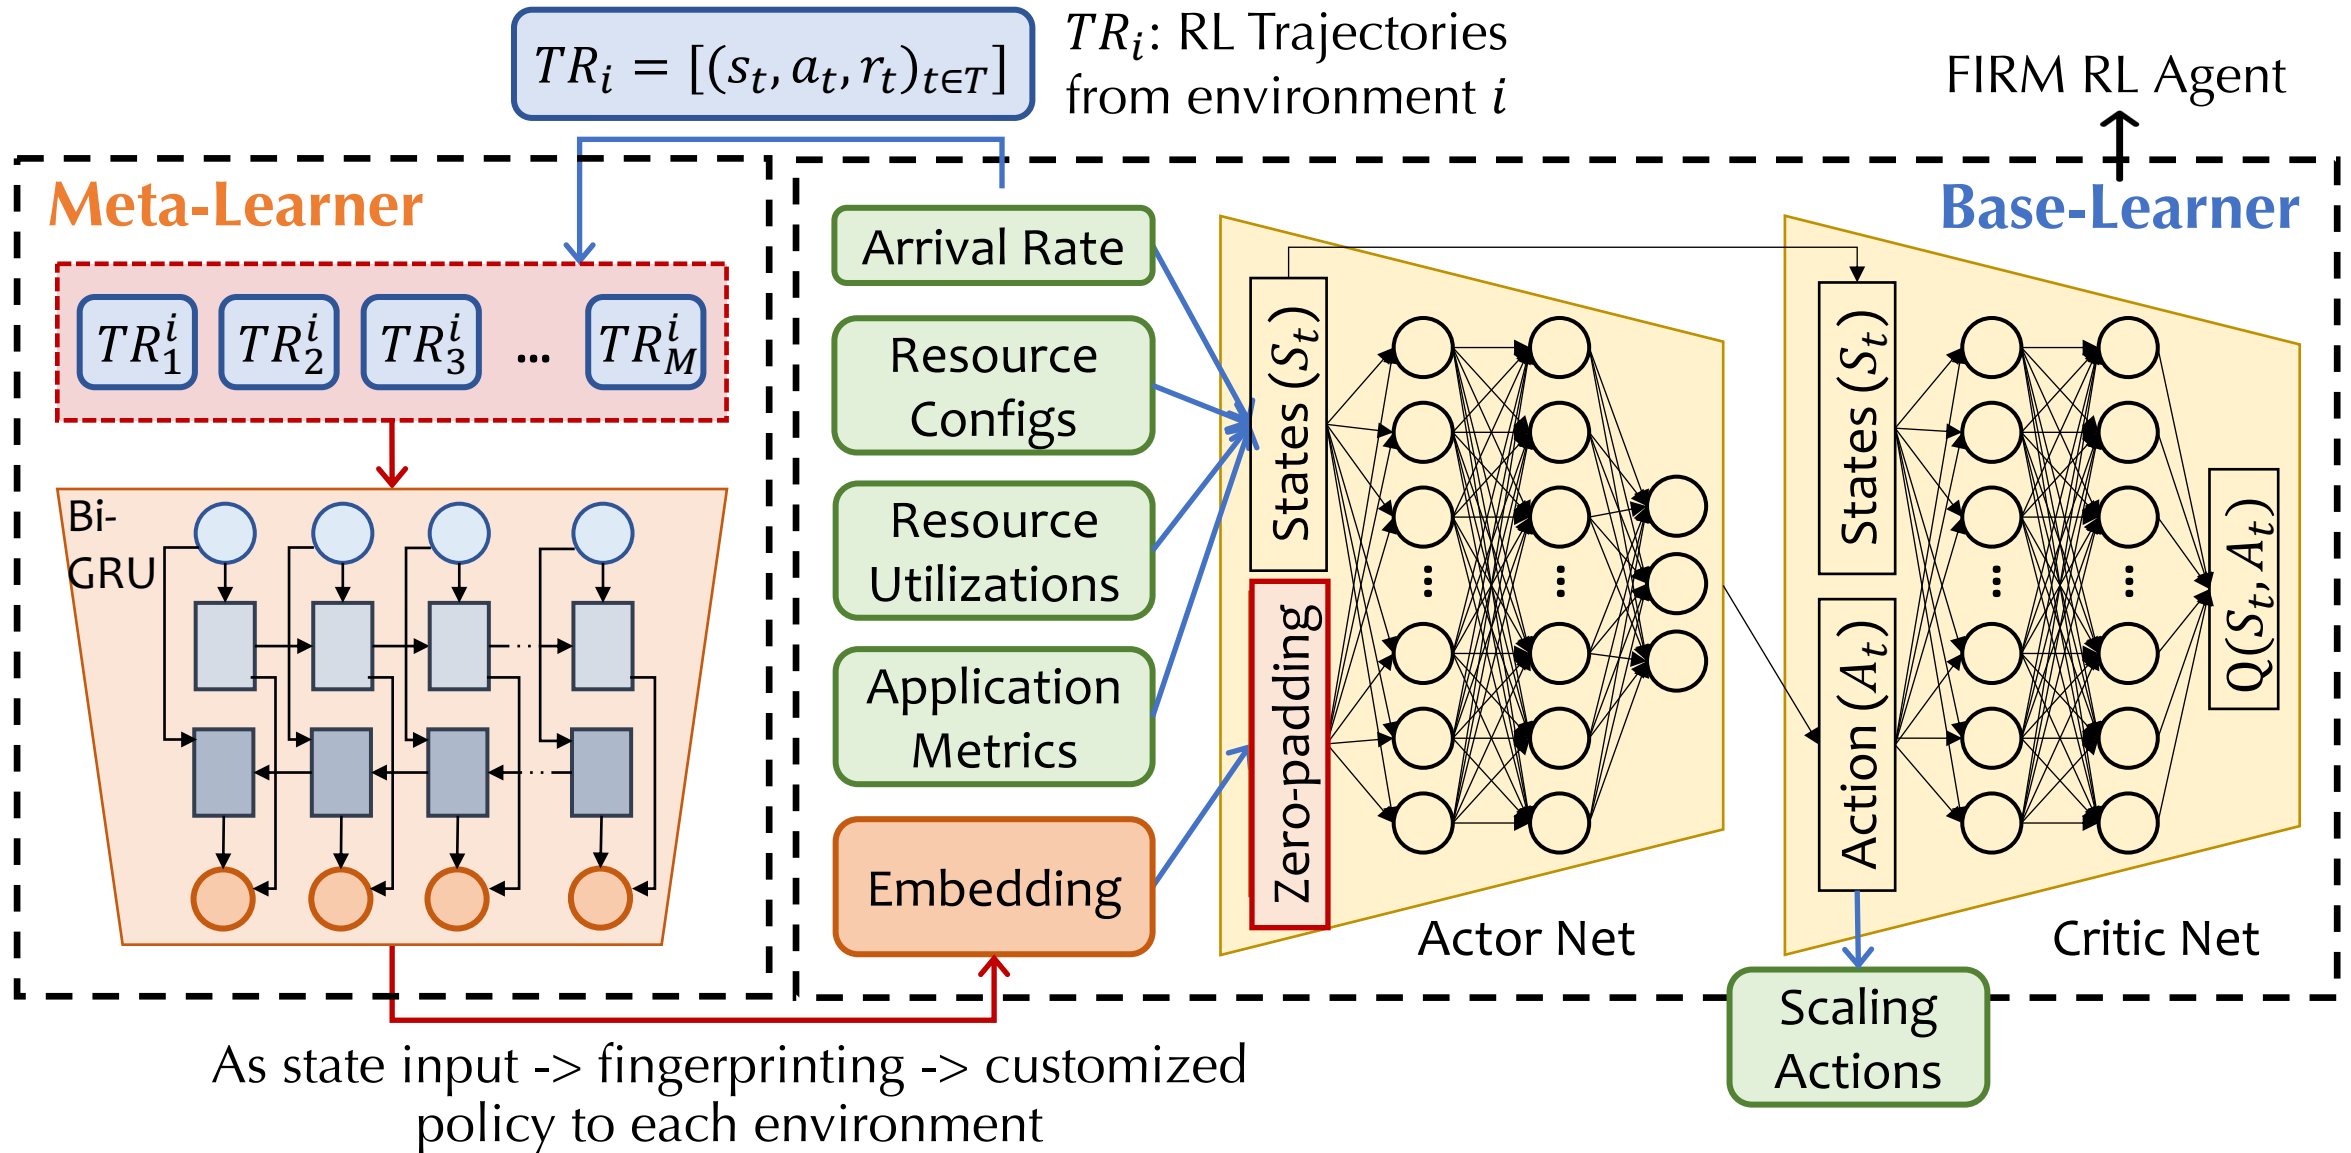 TRᵢ = [(sₜ, aₜ, rₜ)ₜ∈T]
TRᵢ: RL Trajectories
from environment i
FIRM RL Agent
Meta-Learner
Base-Learner
TR₁ⁱ TR₂ⁱ TR₃ⁱ ... TR_Mⁱ
Bi-
GRU
Arrival Rate
Resource
Configs
Resource
Utilizations
Application
Metrics
Embedding
States (Sₜ)
Zero-padding
...
...
Actor Net
States (Sₜ)
Action (Aₜ)
...
...
Q(Sₜ, Aₜ)
Critic Net
Scaling
Actions
As state input -> fingerprinting -> customized
policy to each environment